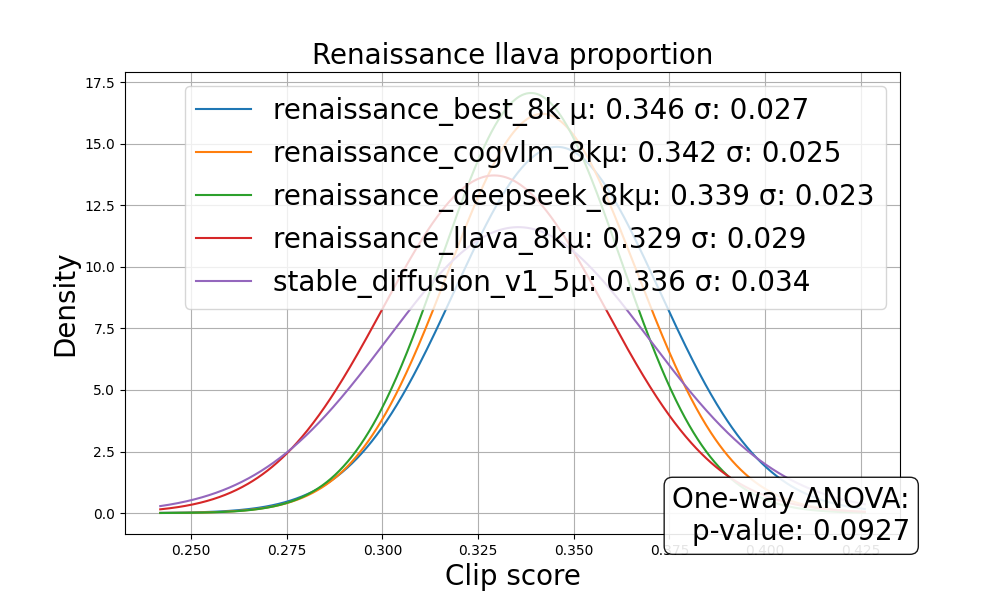 Renaissance llava proportion
17.5
15.0
12.5
10.0
7.5
5.0
2.5
0.0
Density
renaissance_best_8k μ: 0.346 σ: 0.027
renaissance_cogvlm_8kμ: 0.342 σ: 0.025
renaissance_deepseek_8kμ: 0.339 σ: 0.023
renaissance_llava_8kμ: 0.329 σ: 0.029
stable_diffusion_v1_5μ: 0.336 σ: 0.034
One-way ANOVA:
p-value: 0.0927
0.250 0.275 0.300 0.325 0.350 0.375 0.400 0.425
Clip score